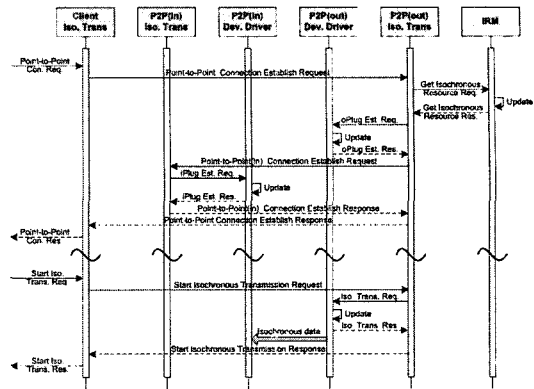 Client
Iso. Trans
P2P(in)
Iso. Trans
P2P(in)
Dev. Driver
P2P(out)
Dev. Driver
P2P(out)
Iso. Trans
IRM
Point-to-Point
Con. Req.
Point-to-Point Connection Establish Request
Get Isochronous
Resource Req.
Update
Get Isochronous
Resource Res.
oPlug Est. Req.
Update
oPlug Est. Res.
Point-to-Point(in) Connection Establish Request
iPlug Est. Req.
Update
iPlug Est. Res.
Point-to-Point(in) Connection Establish Response
Point-to-Point Connection Establish Response
Point-to-Point
Con. Res.
Start Iso.
Trans. Req.
Start Isochronous Transmission Request
Iso. Trans. Req.
Update
Iso. Trans. Res.
Isochronous data
Start Isochronous Transmission Response
Start Iso.
Trans. Res.